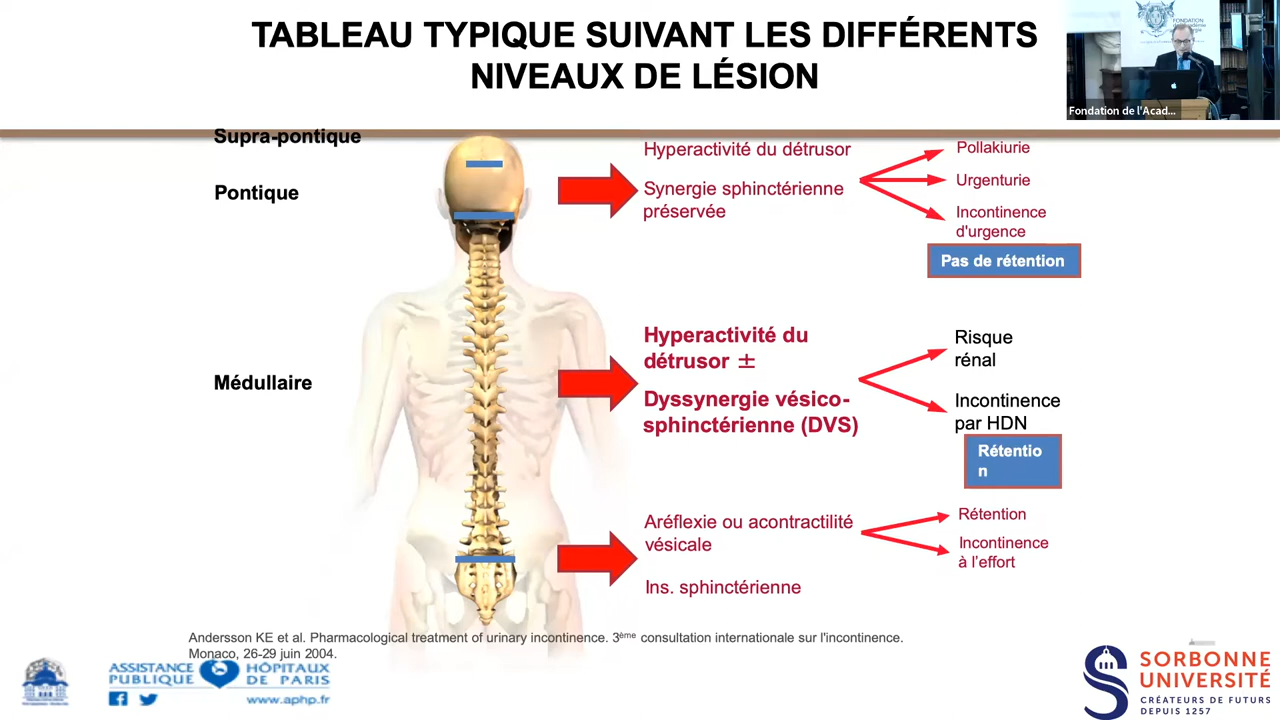 TABLEAU TYPIQUE SUIVANT LES DIFFÉRENTS
NIVEAUX DE LÉSION
FONDATION
Fondation de l'Acad...
Supra-pontique
Pontique
Hyperactivité du détrusor
Synergie sphinctérienne
préservée
Pollakiurie
Urgenturie
Incontinence
d'urgence
Pas de rétention
Médullaire
Hyperactivité du
détrusor ±
Dyssynergie vésico-
sphinctérienne (DVS)
Risque
rénal
Incontinence
par HDN
Rétentio
n
Aréflexie ou acontractilité
vésicale
Ins. sphinctérienne
Rétention
Incontinence
à l'effort
Andersson KE et al. Pharmacological treatment of urinary incontinence. 3ème consultation internationale sur l'incontinence.
Monaco, 26-29 juin 2004.
ASSISTANCE HÔPITAUX
PUBLIQUE DE PARIS
www.aphp.fr
SORBONNE
UNIVERSITÉ
CRÉATEURS DE FUTURS
DEPUIS 1257